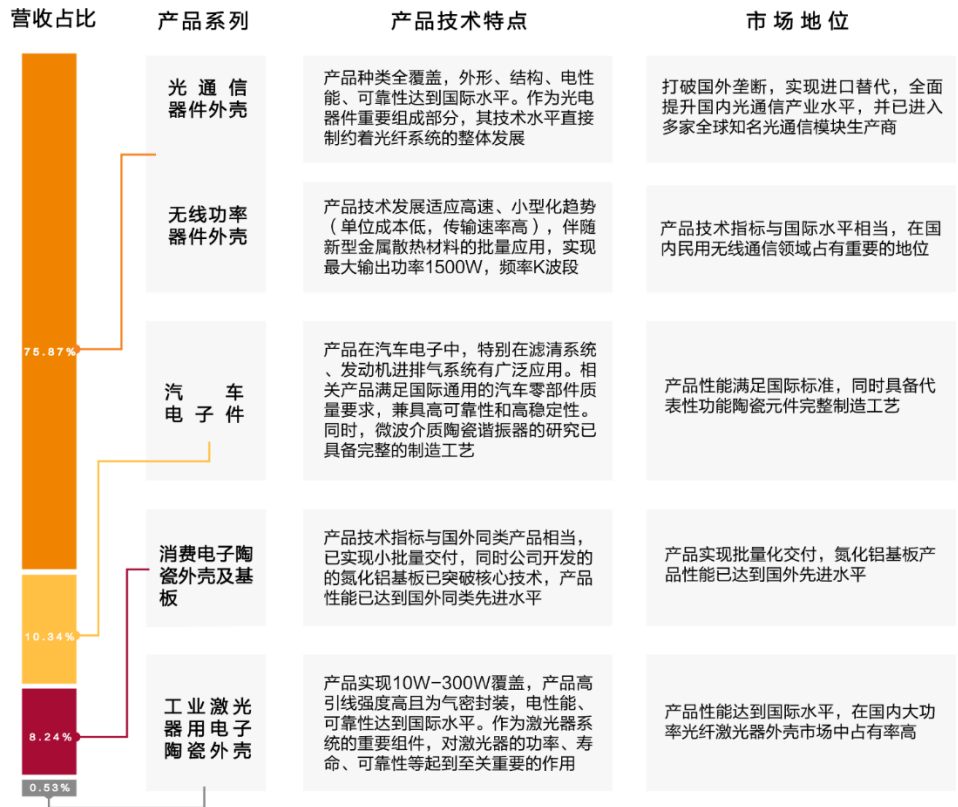 营收占比 产品系列 产品技术特点 市场地位
光通信
器件外壳
产品种类全覆盖，外形、结构、电性
能、可靠性达到国际水平。作为光电
器件重要组成部分，其技术水平直接
制约着光纤系统的整体发展
打破国外垄断，实现进口替代，全面
提升国内光通信产业水平，并已进入
多家全球知名光通信模块生产商
无线功率
器件外壳
产品技术发展适应高速、小型化趋势
（单位成本低，传输速率高），伴随
新型金属散热材料的批量应用，实现
最大输出功率1500W，频率K波段
产品技术指标与国际水平相当，在国
内民用无线通信领域占有重要的地位
75.87%
汽车
电子件
产品在汽车电子中，特别在滤清系统
、发动机进排气系统有广泛应用。相
关产品满足国际通用的汽车零部件质
量要求，兼具高可靠性和高稳定性。
同时，微波介质陶瓷谐振器的研究已
具备完整的制造工艺
产品性能满足国际标准，同时具备代
表性功能陶瓷元件完整制造工艺
10.34%
消费电子陶
瓷外壳及基
板
产品技术指标与国外同类产品相当，
已实现小批量交付，同时公司开发的
的氮化铝基板已突破核心技术，产品
性能已达到国外同类先进水平
产品实现批量化交付，氮化铝基板产
品性能已达到国外先进水平
8.24%
工业激光
器用电子
陶瓷外壳
产品实现10W-300W覆盖，产品高
引线强度高且为气密封装，电性能、
可靠性达到国际水平。作为激光器系
统的重要组件，对激光器的功率、寿
命、可靠性等起到至关重要的作用
产品性能达到国际水平，在国内大功
率光纤激光器外壳市场中占有率高
0.53%